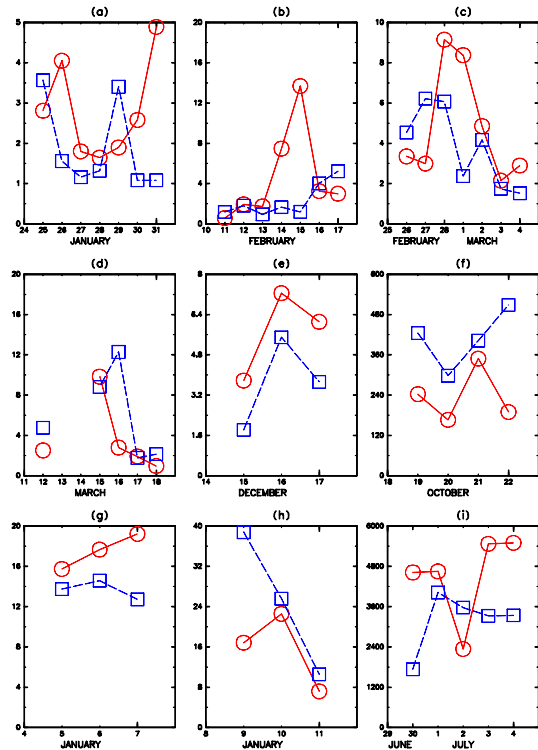 (a) (b) (c)
5 20 10
4 16 8
3 12 6
2 8 4
1 4 2
0 0 0
24 25 26 27 28 29 30 31 10 11 12 13 14 15 16 17 25 26 27 28 1 2 3 4
JANUARY FEBRUARY FEBRUARY MARCH
(d) (e) (f)
20 8 600
16 6.4 480
12 4.8 360
8 3.2 240
4 1.6 120
0 0 0
11 12 13 14 15 16 17 18 14 15 16 17 18 18 19 20 21 22
MARCH DECEMBER OCTOBER
(g) (h) (i)
20 40 6000
16 32 4800
12 24 3600
8 16 2400
4 8 1200
0 0 0
4 5 6 7 8 9 10 11 29 30 1 2 3 4
JANUARY JANUARY JUNE JULY